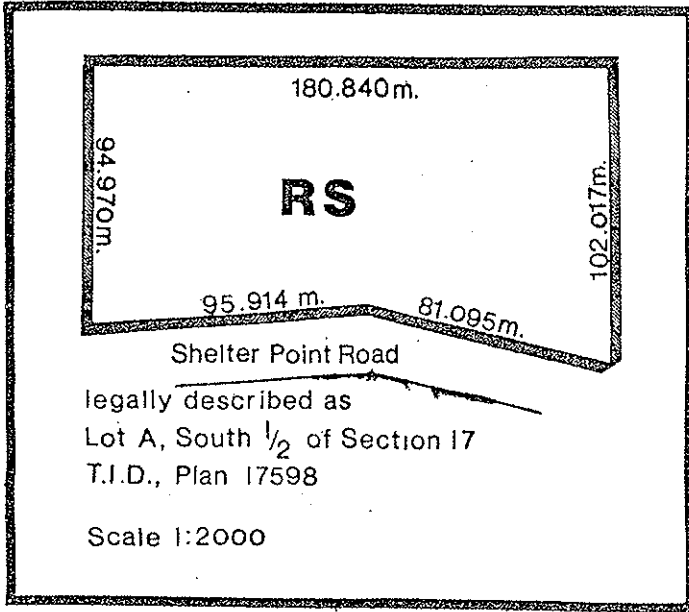 180.840m.
94.970m.
RS
102.017m.
95.914 m.
81.095m.
Shelter Point Road
legally described as
Lot A, South 1/2 of Section 17
T.I.D., Plan 17598
Scale 1:2000